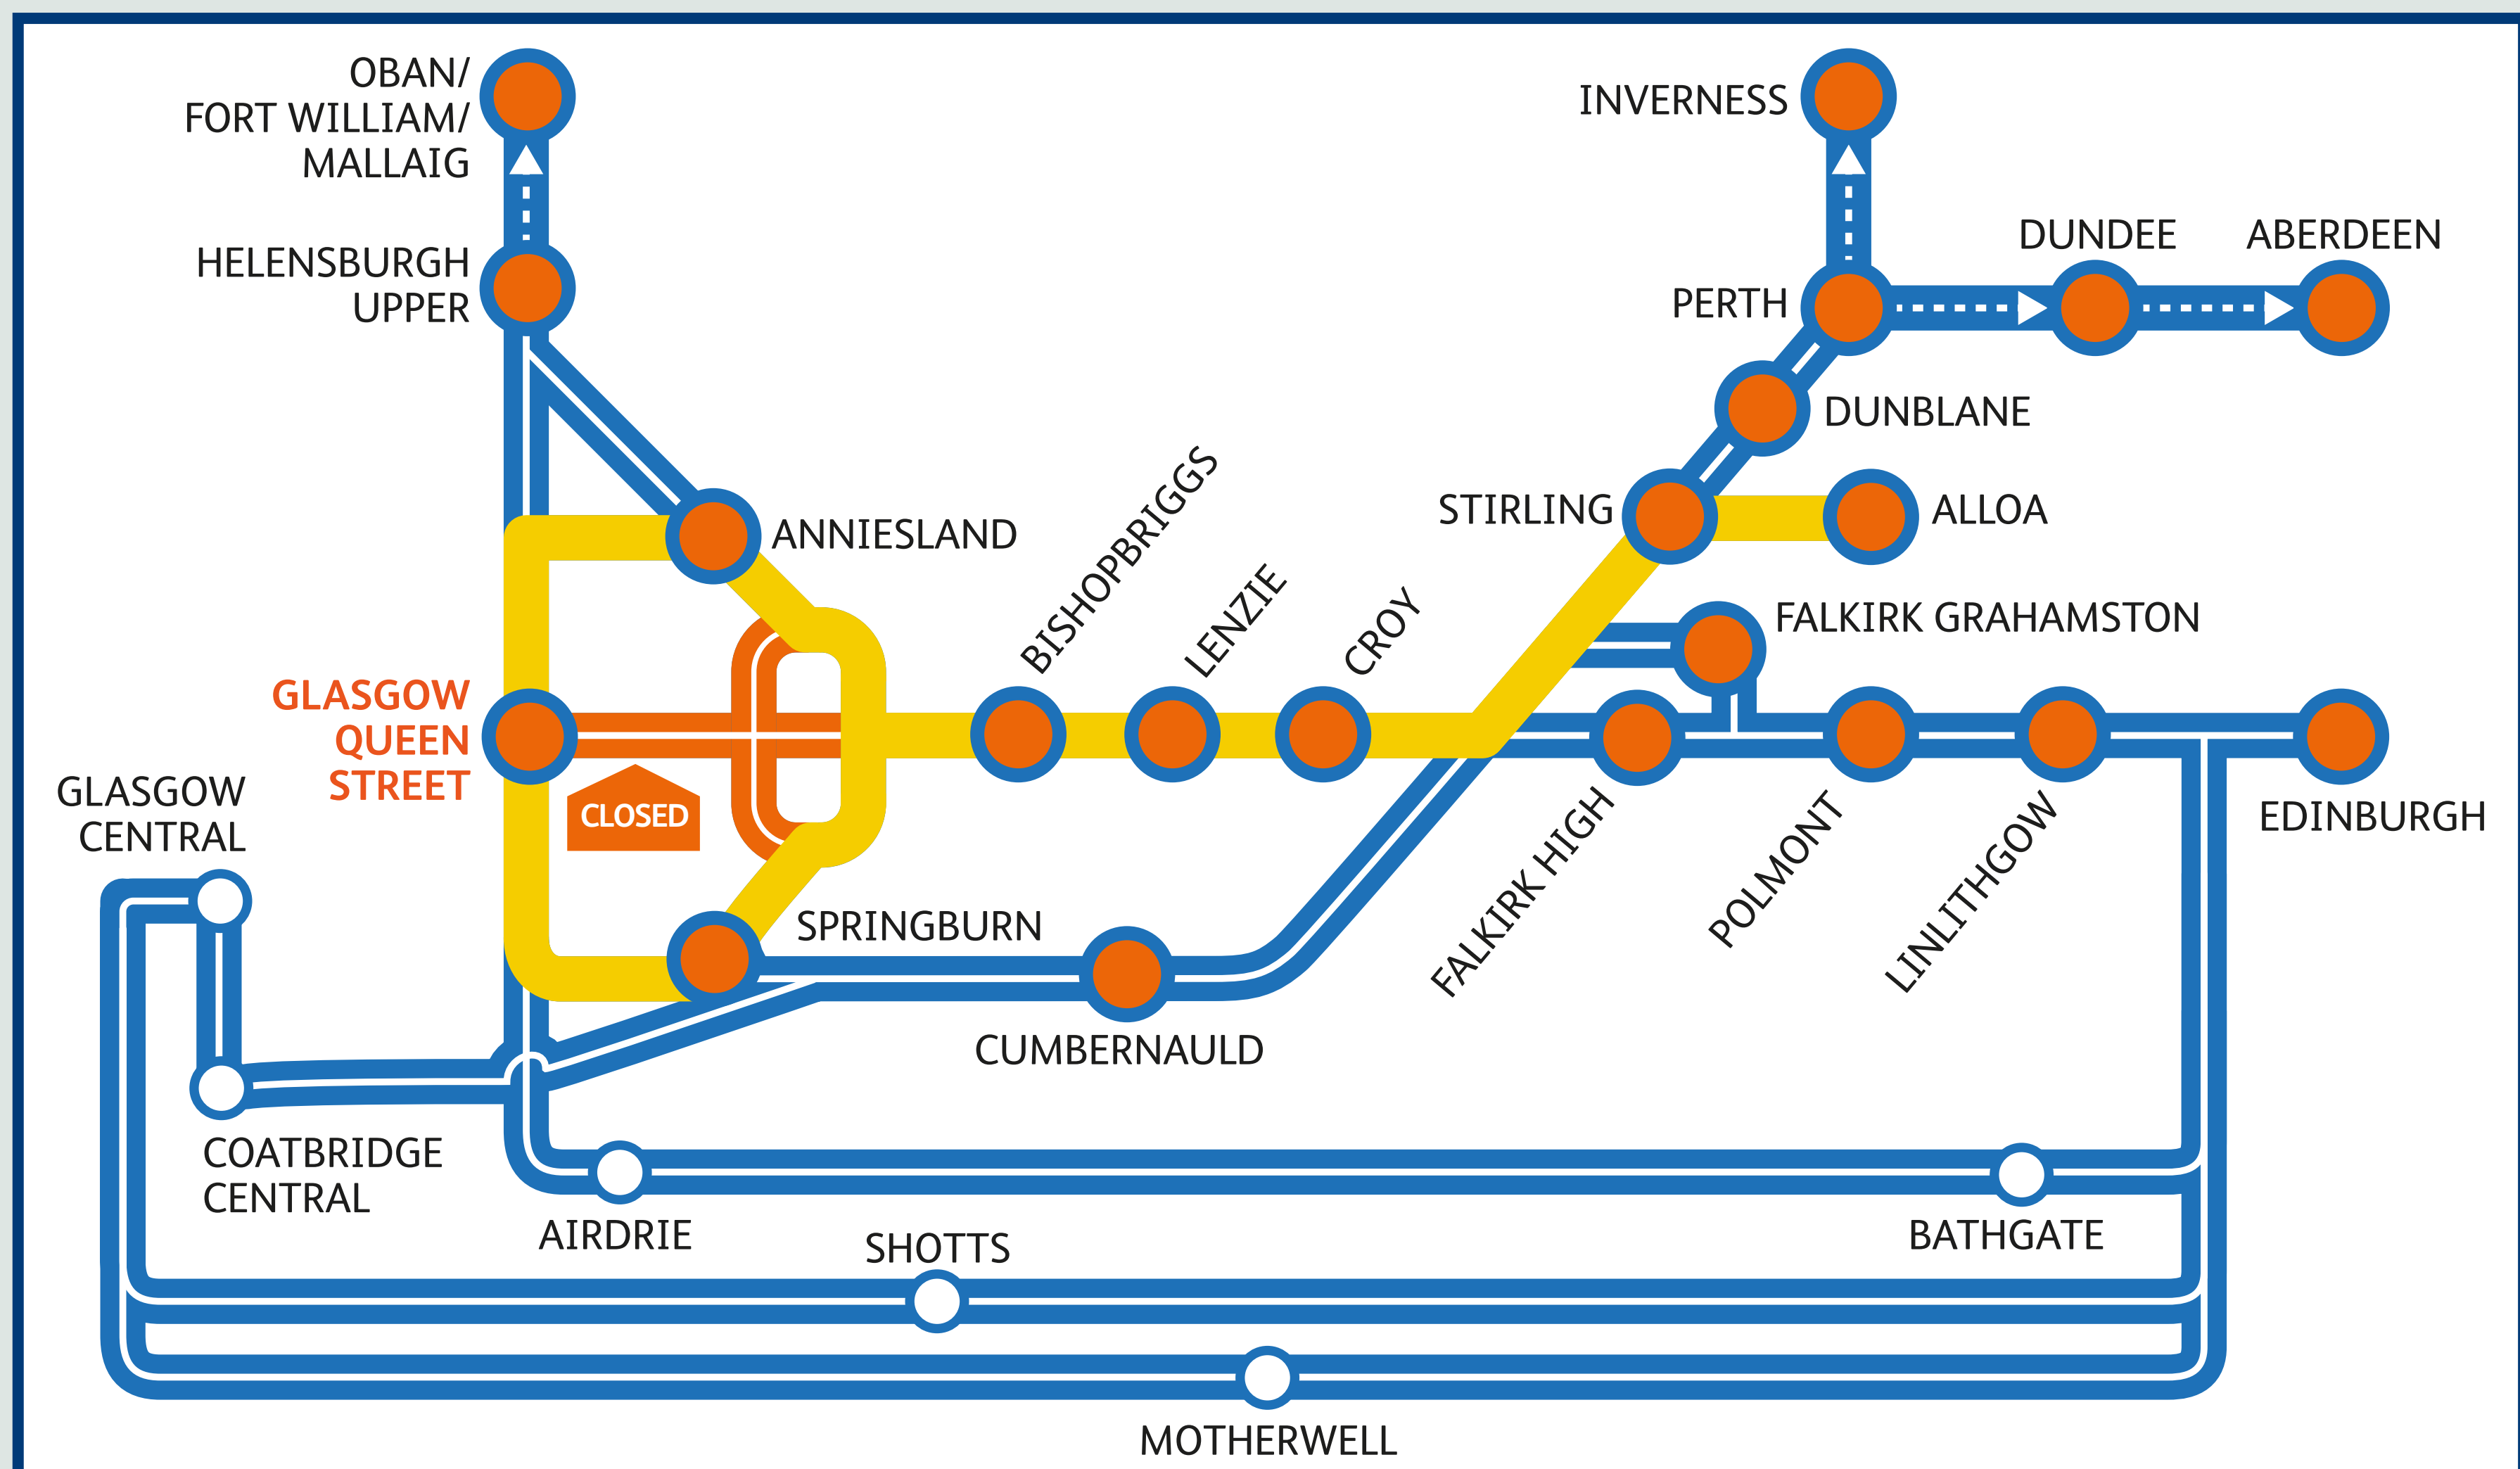 OBAN/
FORT WILLIAM/
MALLAIG
INVERNESS
HELENSBURGH
UPPER
DUNDEE
ABERDEEN
PERTH
DUNBLANE
ANNIESLAND
BISHOPBRIGGS
LENZIE
CROY
STIRLING
ALLOA
FALKIRK GRAHAMSTON
GLASGOW
QUEEN
STREET
CLOSED
GLASGOW
CENTRAL
FALKIRK HIGH
POLMONT
LINLITHGOW
EDINBURGH
SPRINGBURN
CUMBERNAULD
COATBRIDGE
CENTRAL
AIRDRIE
BATHGATE
SHOTTS
MOTHERWELL